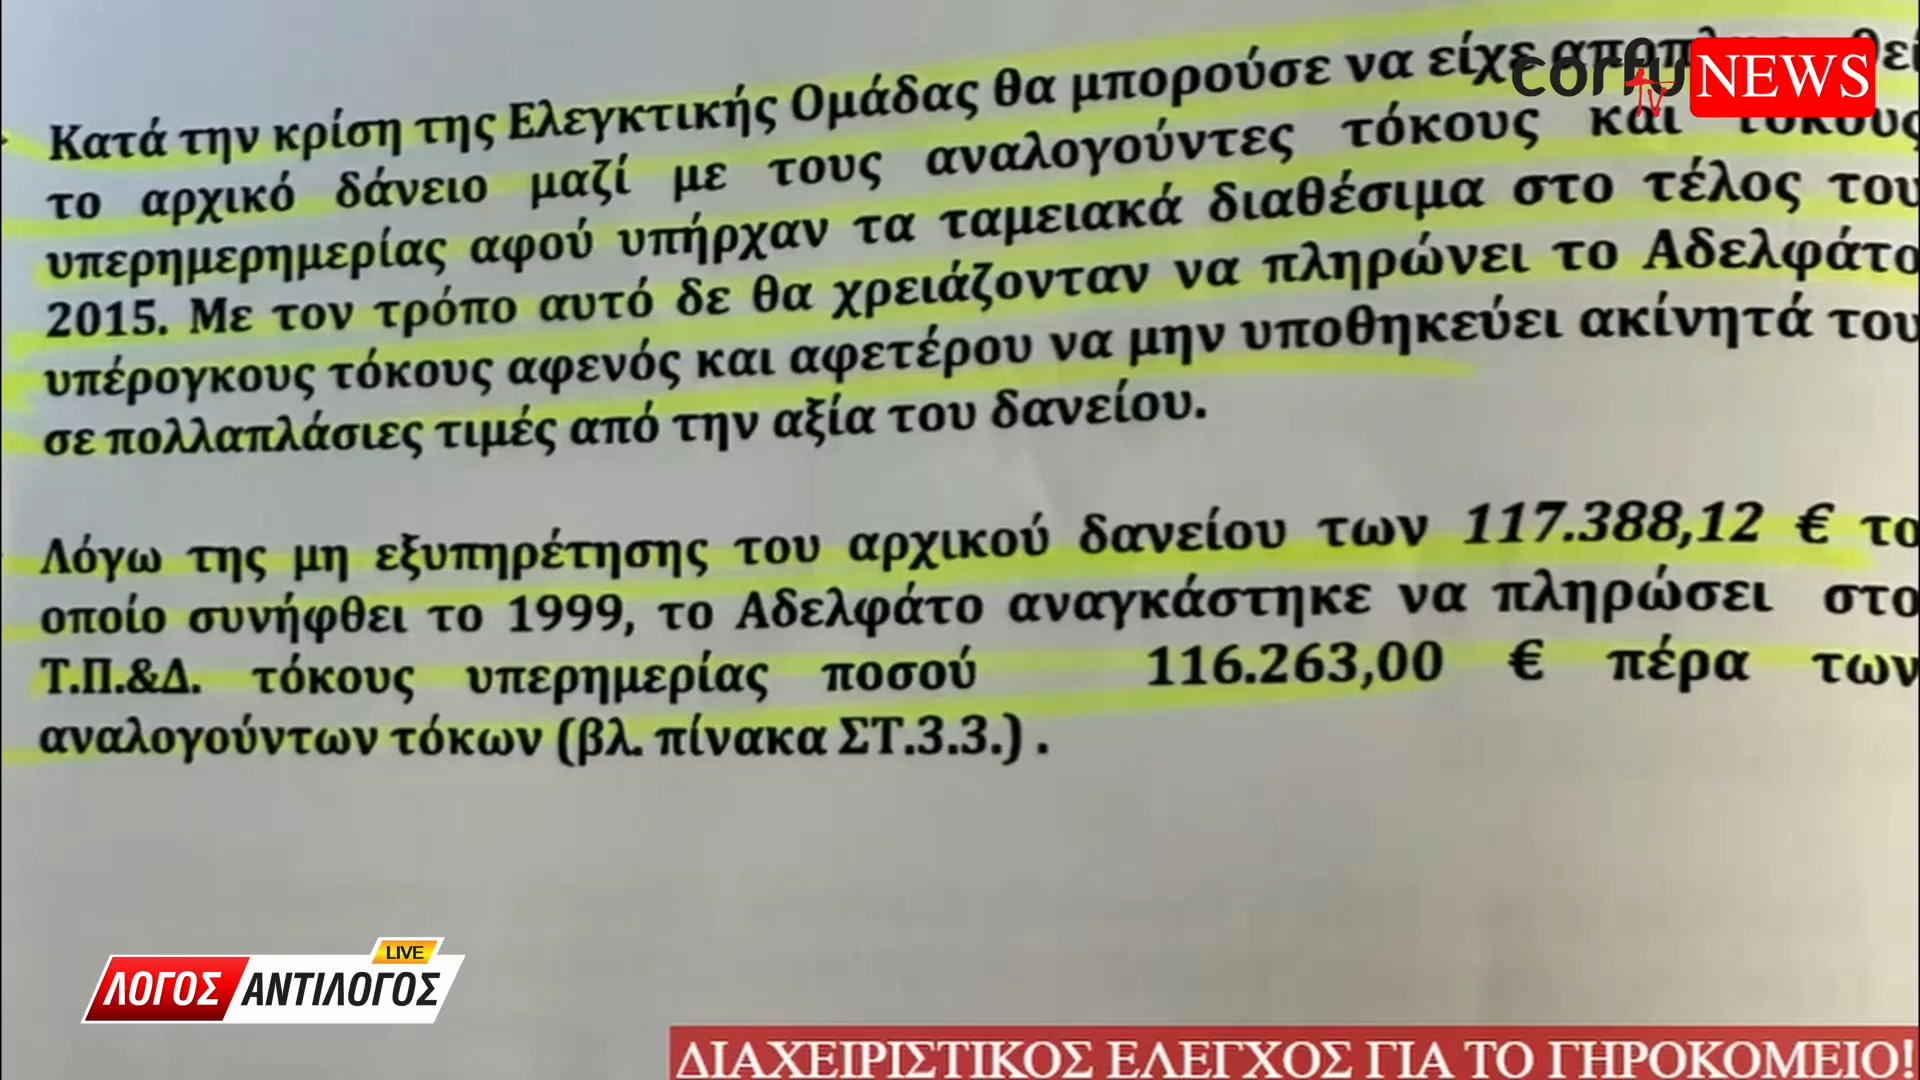 corfu TV NEWS
Κατά την κρίση της Ελεγκτικής Ομάδας θα μπορούσε να είχε
το αρχικό δάνειο μαζί με τους αναλογούντες τόκους και τόκους
υπερημερημερίας αφού υπήρχαν τα ταμειακά διαθέσιμα στο τέλος του
2015. Με τον τρόπο αυτό δε θα χρειάζονταν να πληρώνει το Αδελφάτο
υπέρογκους τόκους αφενός και αφετέρου να μην υποθηκεύει ακίνητά του
σε πολλαπλάσιες τιμές από την αξία του δανείου.
Λόγω της μη εξυπηρέτησης του αρχικού δανείου των 117.388,12 € το
οποίο συνήφθει το 1999, το Αδελφάτο αναγκάστηκε να πληρώσει στο
Τ.Π.&Δ. τόκους υπερημερίας ποσού 116.263,00 € πέρα των
αναλογούντων τόκων (βλ. πίνακα ΣΤ.3.3.) .
LIVE
ΛΟΓΟΣ ΑΝΤΙΛΟΓΟΣ
ΔΙΑΧΕΙΡΙΣΤΙΚΟΣ ΕΛΕΓΧΟΣ ΓΙΑ ΤΟ ΓΗΡΟΚΟΜΕΙΟ!